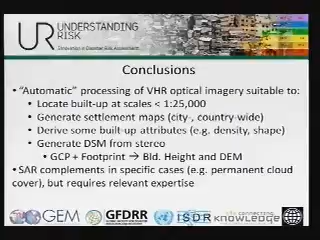 UR UNDERSTANDING
RISK
Innovation in Disaster Risk Assessment
Conclusions
• “Automatic” processing of VHR optical imagery suitable to:
• Locate built-up at scales < 1:25,000
• Generate settlement maps (city-, country-wide)
• Derive some built-up attributes (e.g. density, shape)
• Generate DSM from stereo
• GCP + Footprint → Bld. Height and DEM
• SAR complements in specific cases (e.g. permanent cloud
cover), but requires relevant expertise
GEM GFDRR ISDR knowledge